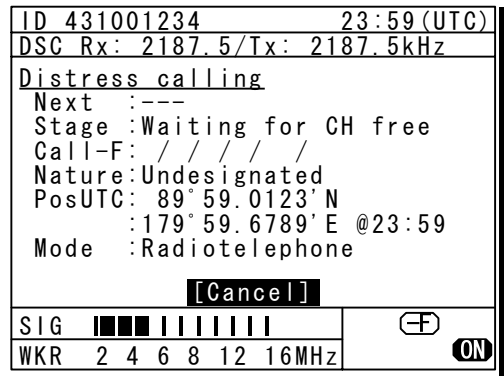 ID 431001234 23:59(UTC)
DSC Rx: 2187.5/Tx: 2187.5kHz
Distress calling
Next :---
Stage :Waiting for CH free
Call-F: / / / / /
Nature:Undesignated
PosUTC: 89°59.0123'N
:179°59.6789'E @23:59
Mode :Radiotelephone
[Cancel]
SIG
F
WKR 2 4 6 8 12 16MHz
ON